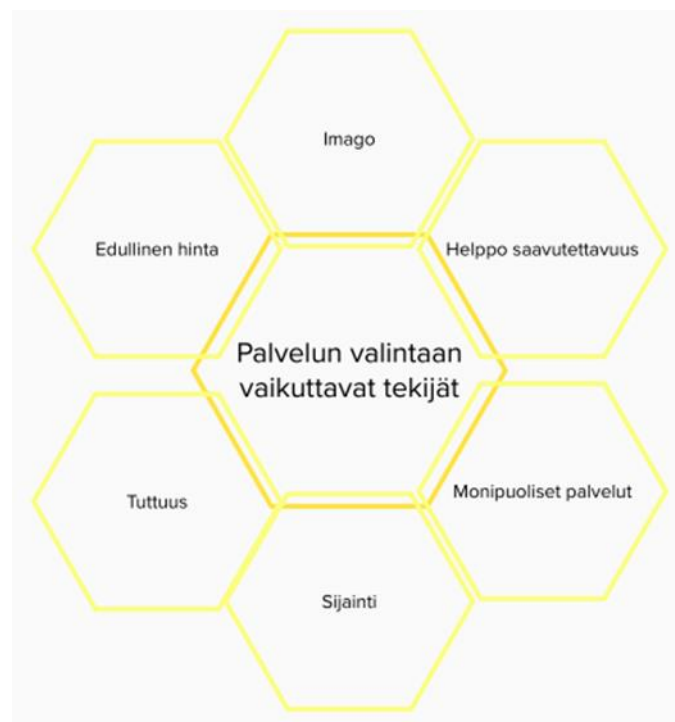 Imago
Edullinen hinta
Helppo saavutettavuus
Palvelun valintaan
vaikuttavat tekijät
Tuttuus
Monipuoliset palvelut
Sijainti